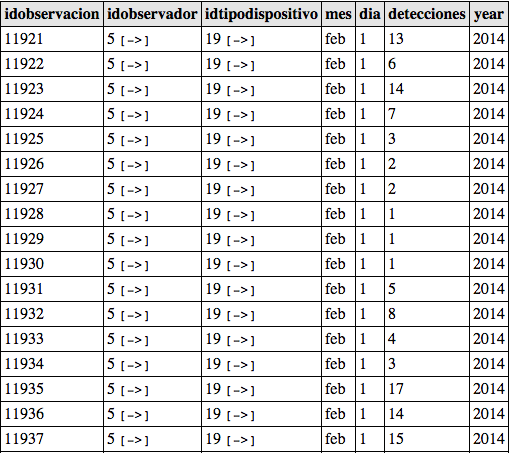 idobservacion idobservador idtipodispositivo mes dia detecciones year
11921 5 [->] 19 [->] feb 1 13 2014
11922 5 [->] 19 [->] feb 1 6 2014
11923 5 [->] 19 [->] feb 1 14 2014
11924 5 [->] 19 [->] feb 1 7 2014
11925 5 [->] 19 [->] feb 1 3 2014
11926 5 [->] 19 [->] feb 1 2 2014
11927 5 [->] 19 [->] feb 1 2 2014
11928 5 [->] 19 [->] feb 1 1 2014
11929 5 [->] 19 [->] feb 1 1 2014
11930 5 [->] 19 [->] feb 1 1 2014
11931 5 [->] 19 [->] feb 1 5 2014
11932 5 [->] 19 [->] feb 1 8 2014
11933 5 [->] 19 [->] feb 1 4 2014
11934 5 [->] 19 [->] feb 1 3 2014
11935 5 [->] 19 [->] feb 1 17 2014
11936 5 [->] 19 [->] feb 1 14 2014
11937 5 [->] 19 [->] feb 1 15 2014